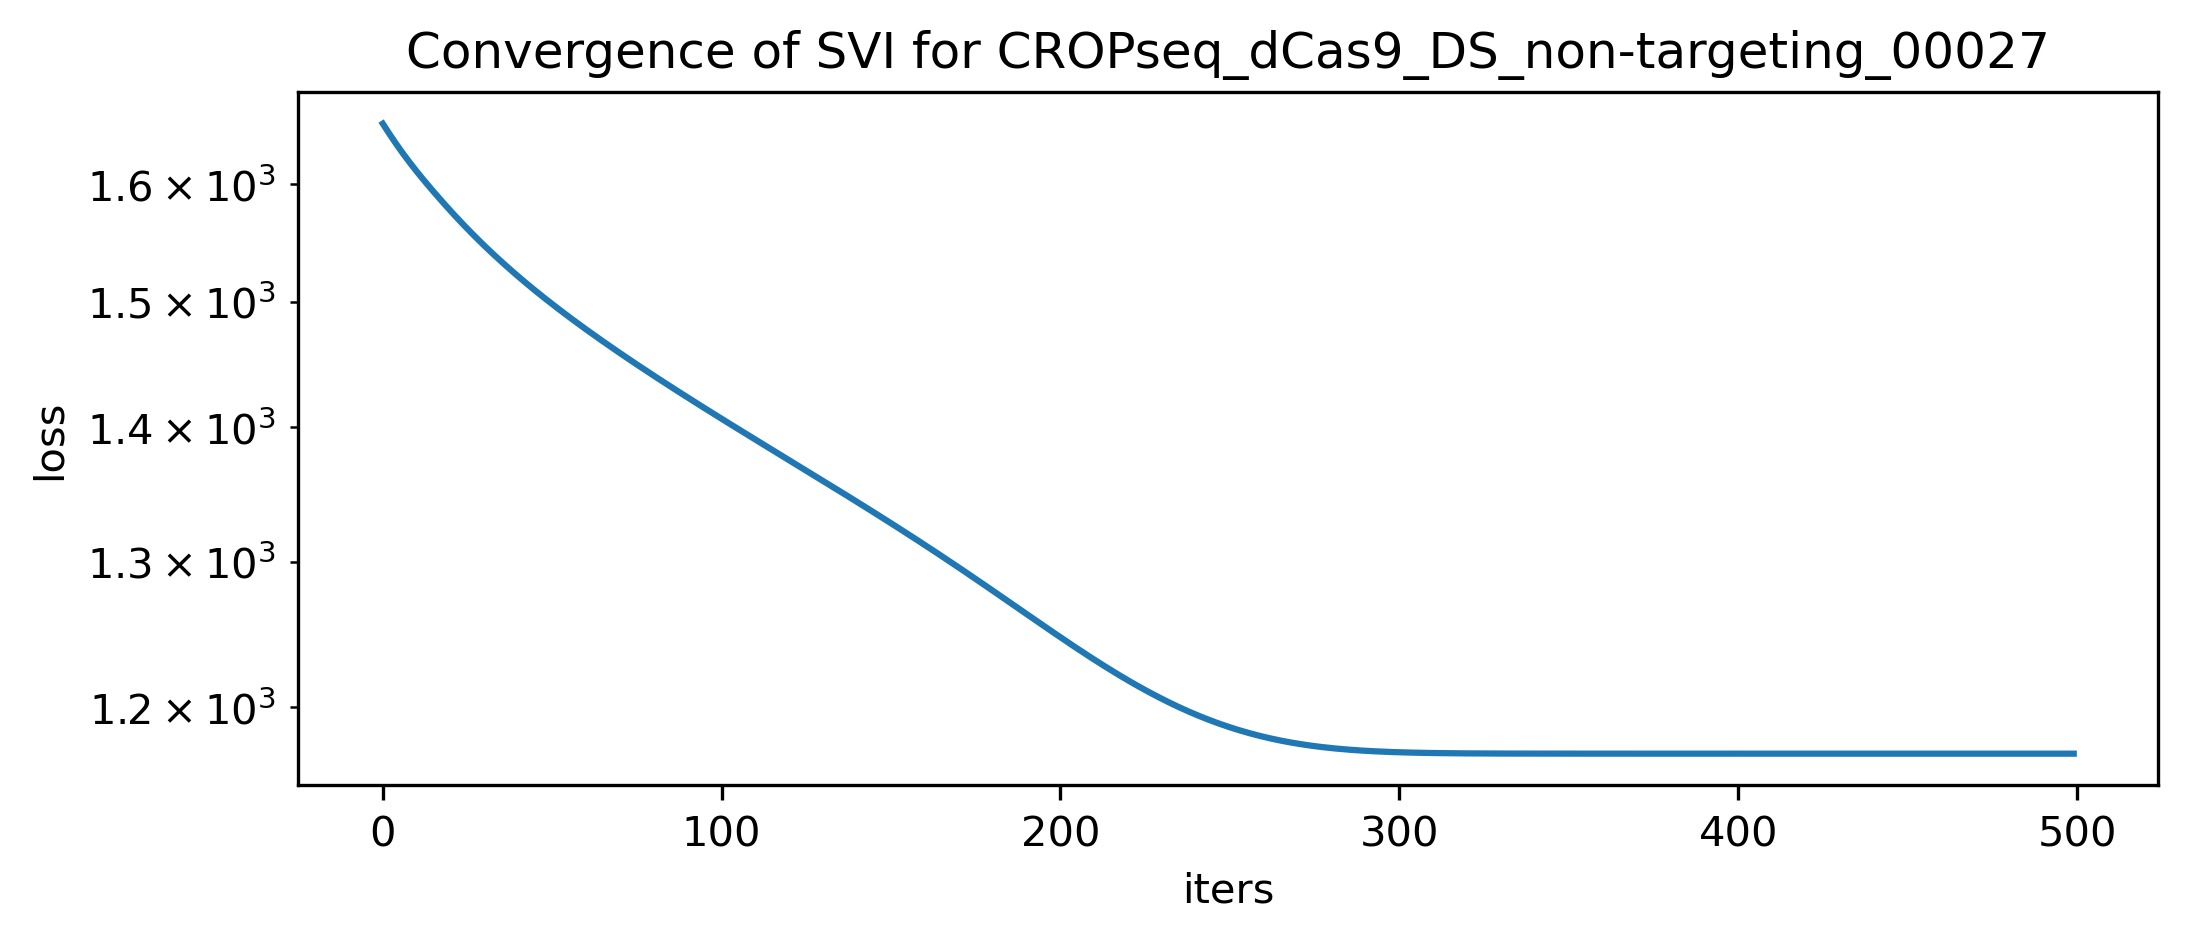 Convergence of SVI for CROPseq_dCas9_DS_non-targeting_00027
1.6 × 10³
1.5 × 10³
1.4 × 10³
1.3 × 10³
1.2 × 10³
loss
0 100 200 300 400 500
iters